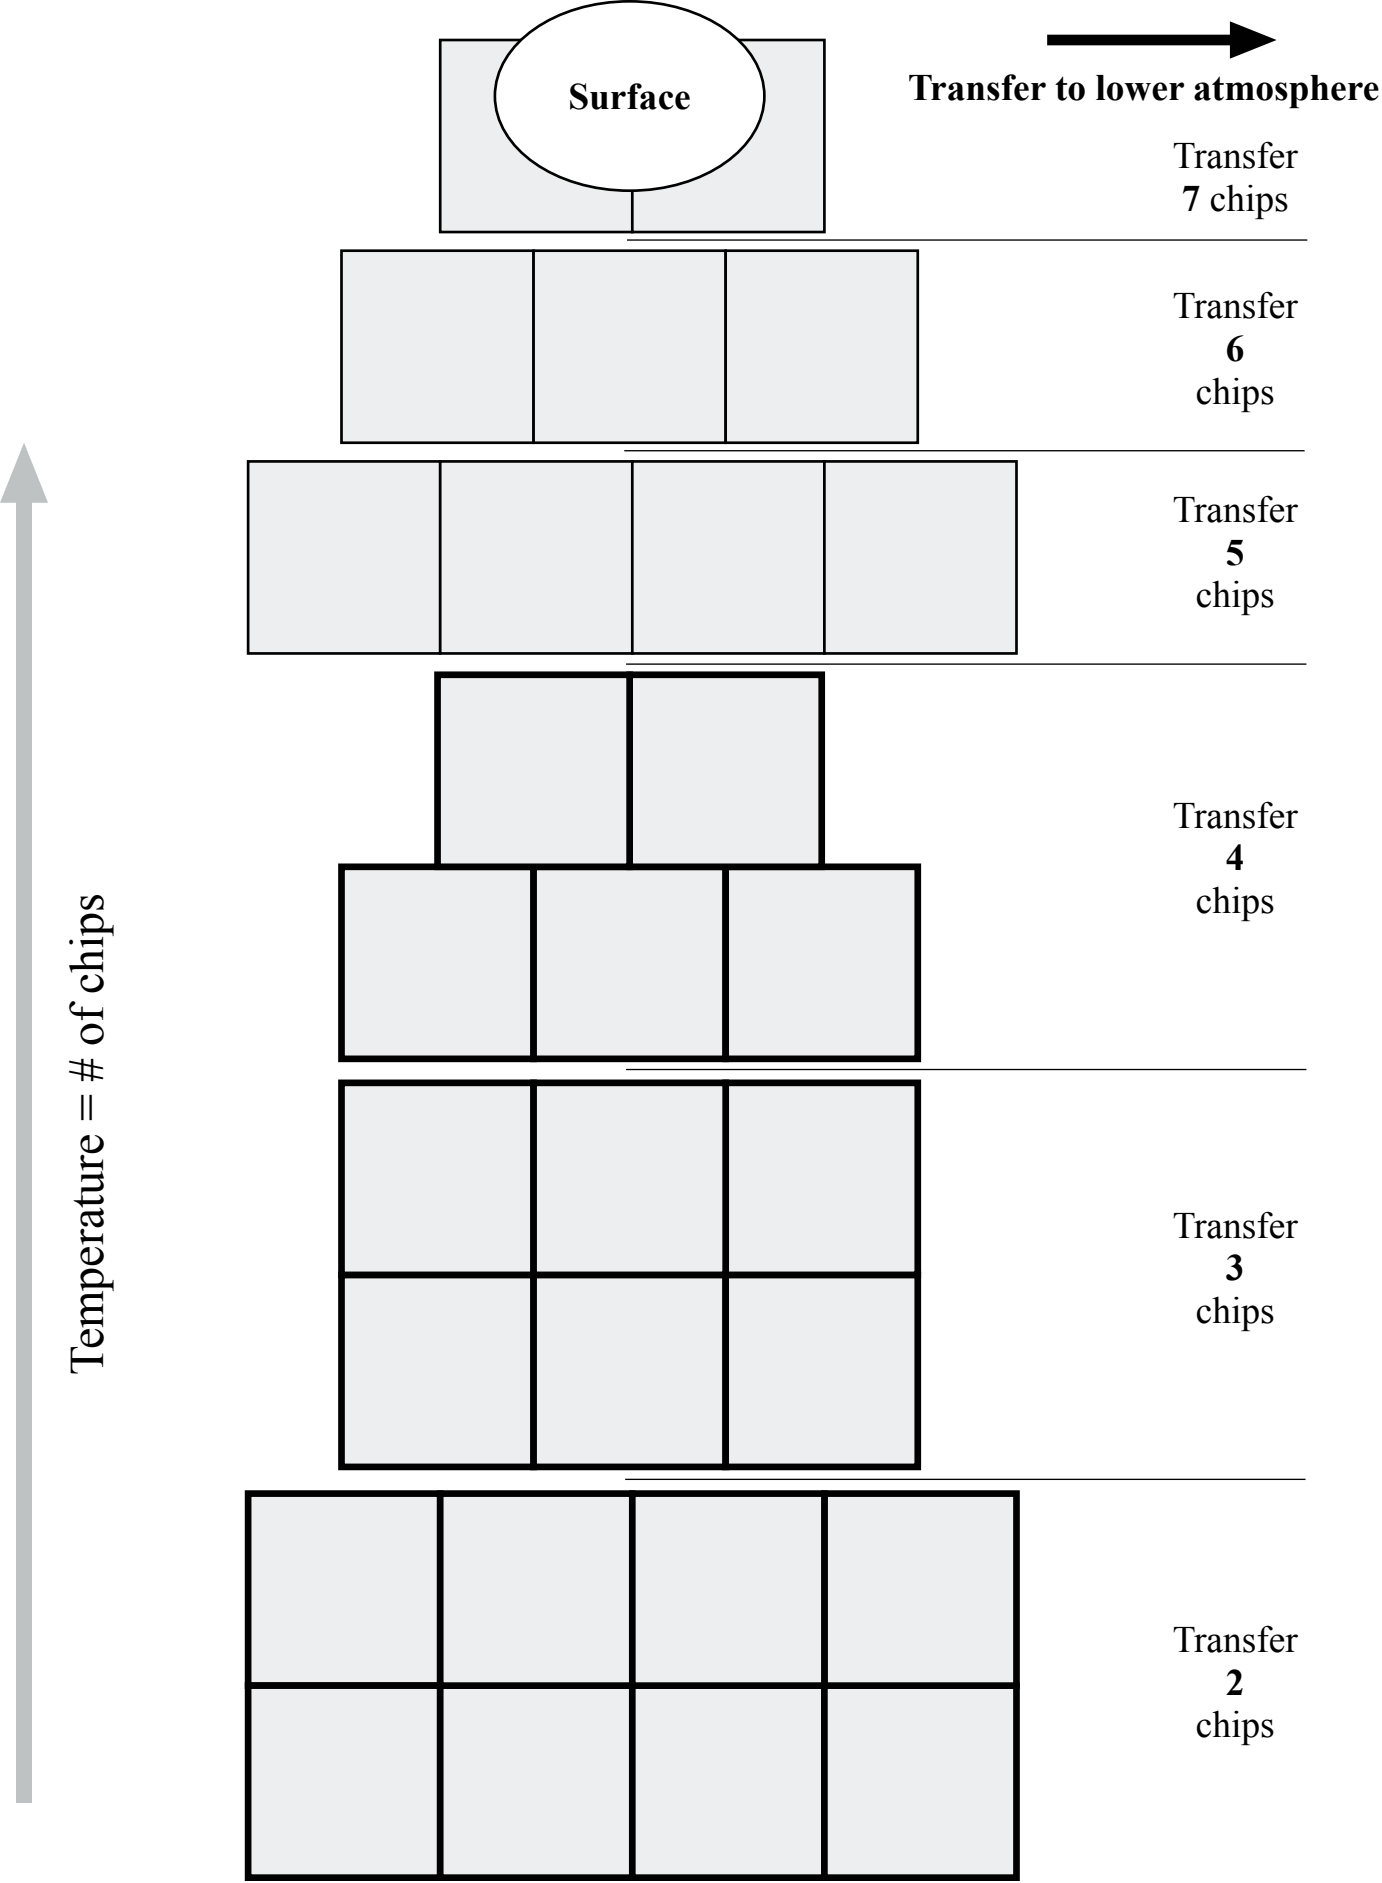 Surface
Transfer to lower atmosphere
Transfer
7 chips
Transfer
6
chips
Transfer
5
chips
Transfer
4
chips
Temperature = # of chips
Transfer
3
chips
Transfer
2
chips